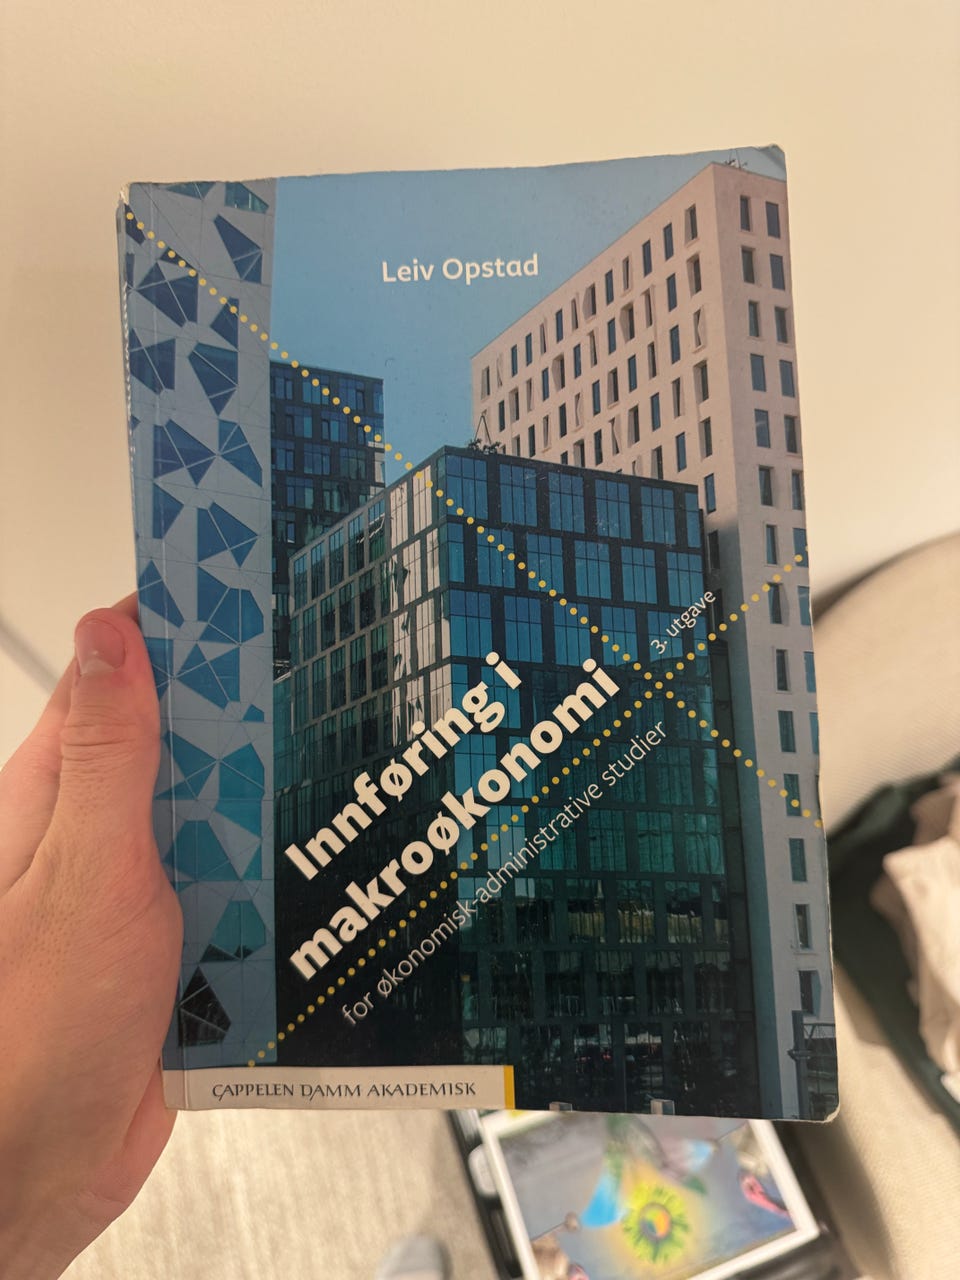 Leiv Opstad
3. utgave
Innføring i
makroøkonomi
for økonomisk-administrative studier
CAPPELEN DAMM AKADEMISK